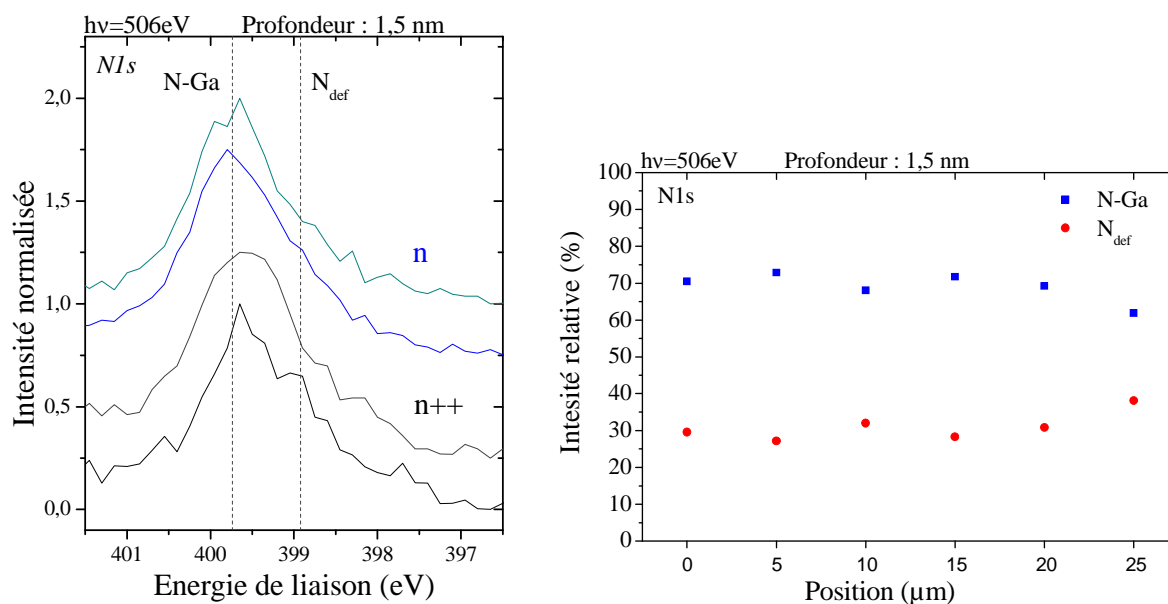 hν=506eV Profondeur : 1,5 nm
N1s
N-Ga
N
def
2,0
1,5
1,0
0,5
0,0
n
n++
401 400 399 398 397
Intensité normalisée
Energie de liaison (eV)
hν=506eV Profondeur : 1,5 nm
N1s
N-Ga
N
def
100
90
80
70
60
50
40
30
20
10
0
0 5 10 15 20 25
Intesité relative (%)
Position (µm)